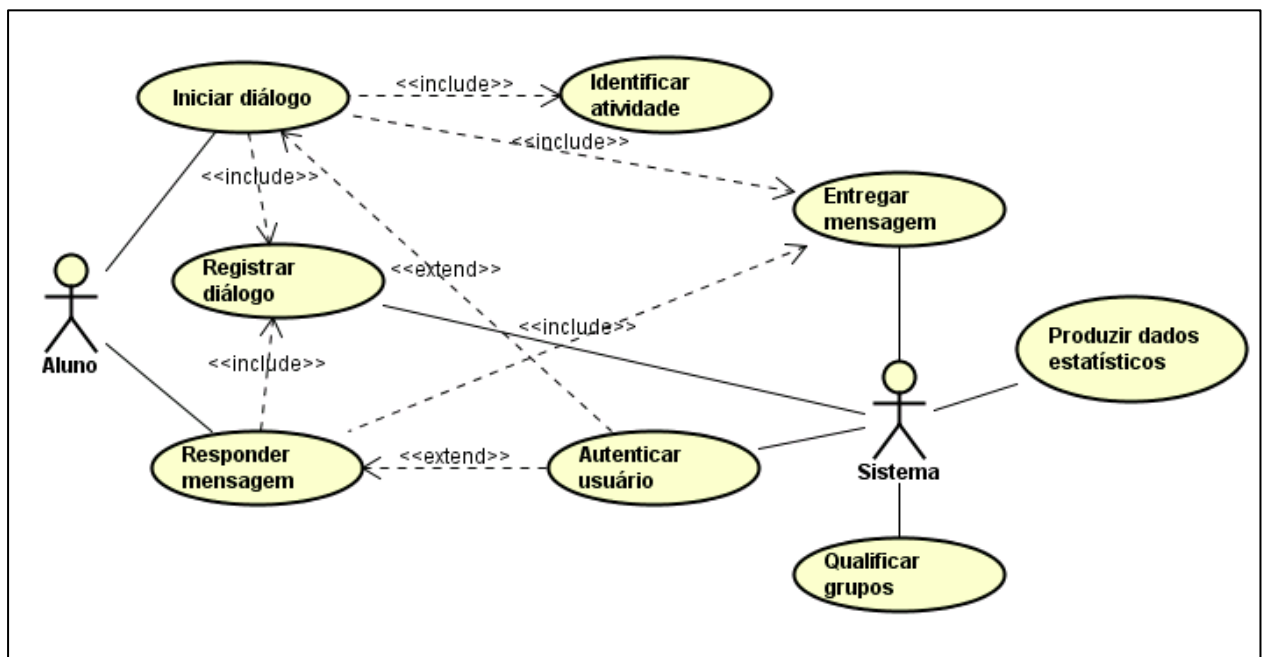 Iniciar diálogo
<<include>>
Identificar
atividade
<<include>>
<<include>>
Entregar
mensagem
Registrar
diálogo
<<extend>>
<<include>>
Produzir dados
estatísticos
Aluno
<<include>>
Responder
mensagem
<<extend>>
Autenticar
usuário
Sistema
Qualificar
grupos